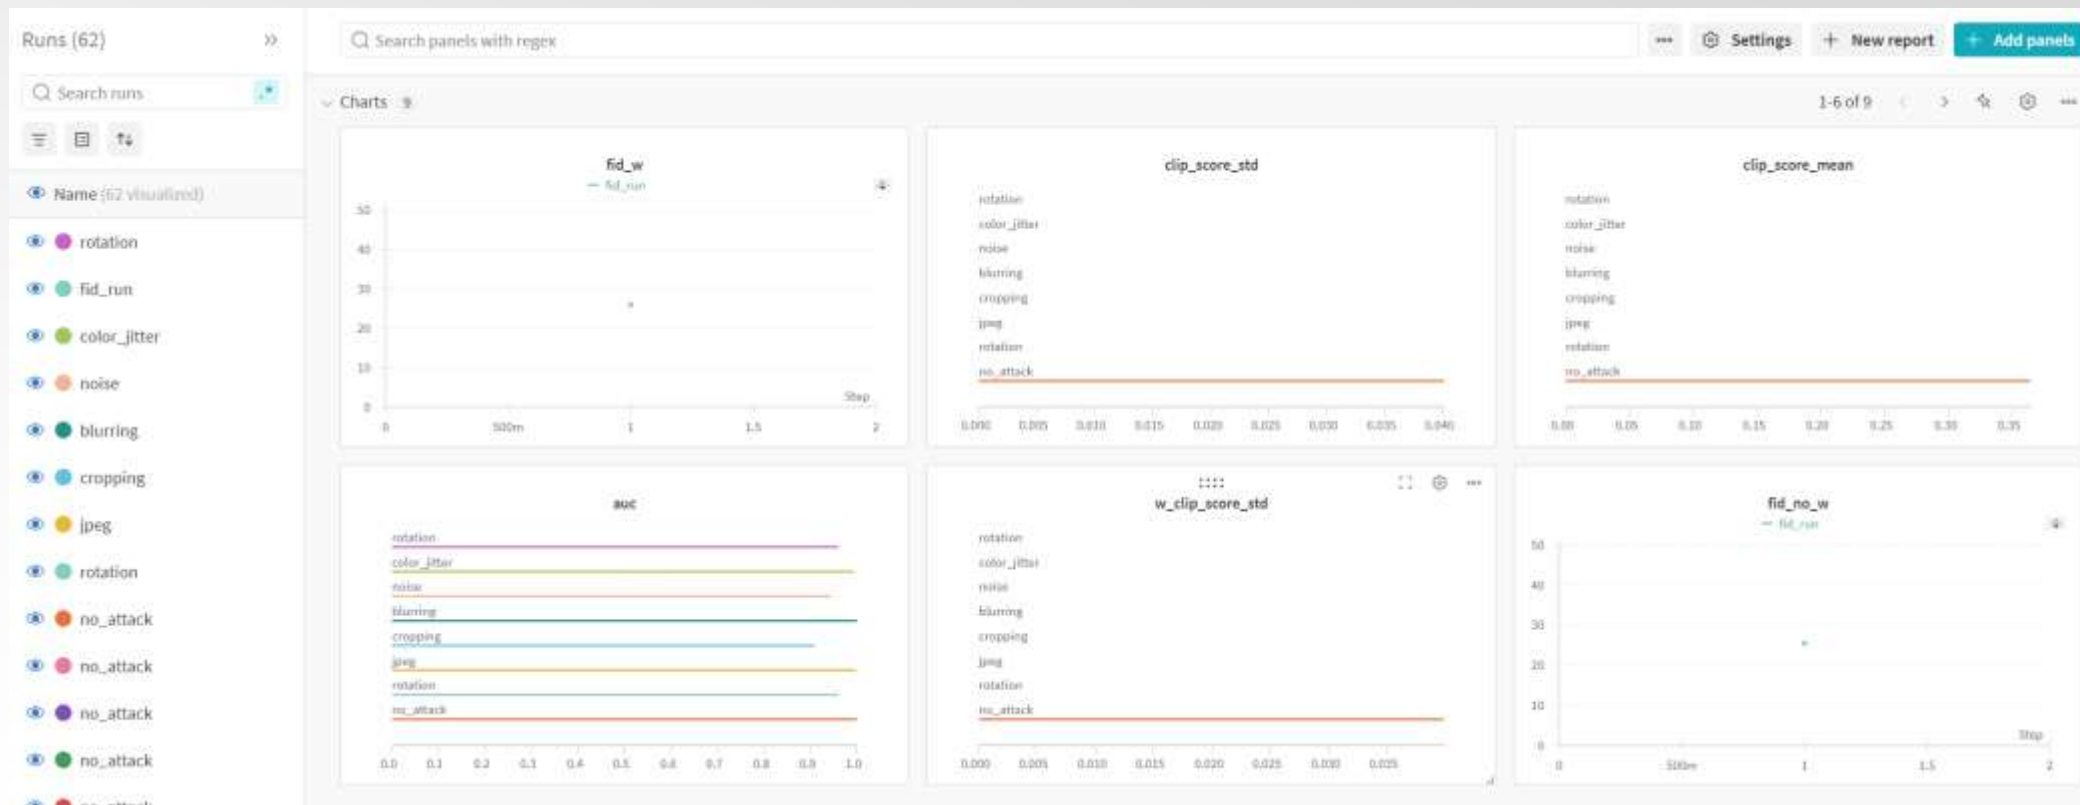 Runs (62)
Search panels with regex
Settings
New report
Add panels
Search runs
.*
Charts 9
1-6 of 9
Name (62 visualized)
rotation
fid_run
color_jitter
noise
blurring
cropping
jpeg
rotation
no_attack
no_attack
no_attack
no_attack
no_attack
fid_w
fid_run
50
40
30
20
10
0
Step
0 500m 1 1.5 2
clip_score_std
rotation
color_jitter
noise
blurring
cropping
jpeg
rotation
no_attack
0.000 0.005 0.010 0.015 0.020 0.025 0.030 0.035 0.040
clip_score_mean
rotation
color_jitter
noise
blurring
cropping
jpeg
rotation
no_attack
0.00 0.05 0.10 0.15 0.20 0.25 0.30 0.35
auc
rotation
color_jitter
noise
blurring
cropping
jpeg
rotation
no_attack
0.0 0.1 0.2 0.3 0.4 0.5 0.6 0.7 0.8 0.9 1.0
w_clip_score_std
rotation
color_jitter
noise
blurring
cropping
jpeg
rotation
no_attack
0.000 0.005 0.010 0.015 0.020 0.025 0.030 0.035
fid_no_w
fid_run
50
40
30
20
10
0
Step
0 500m 1 1.5 2